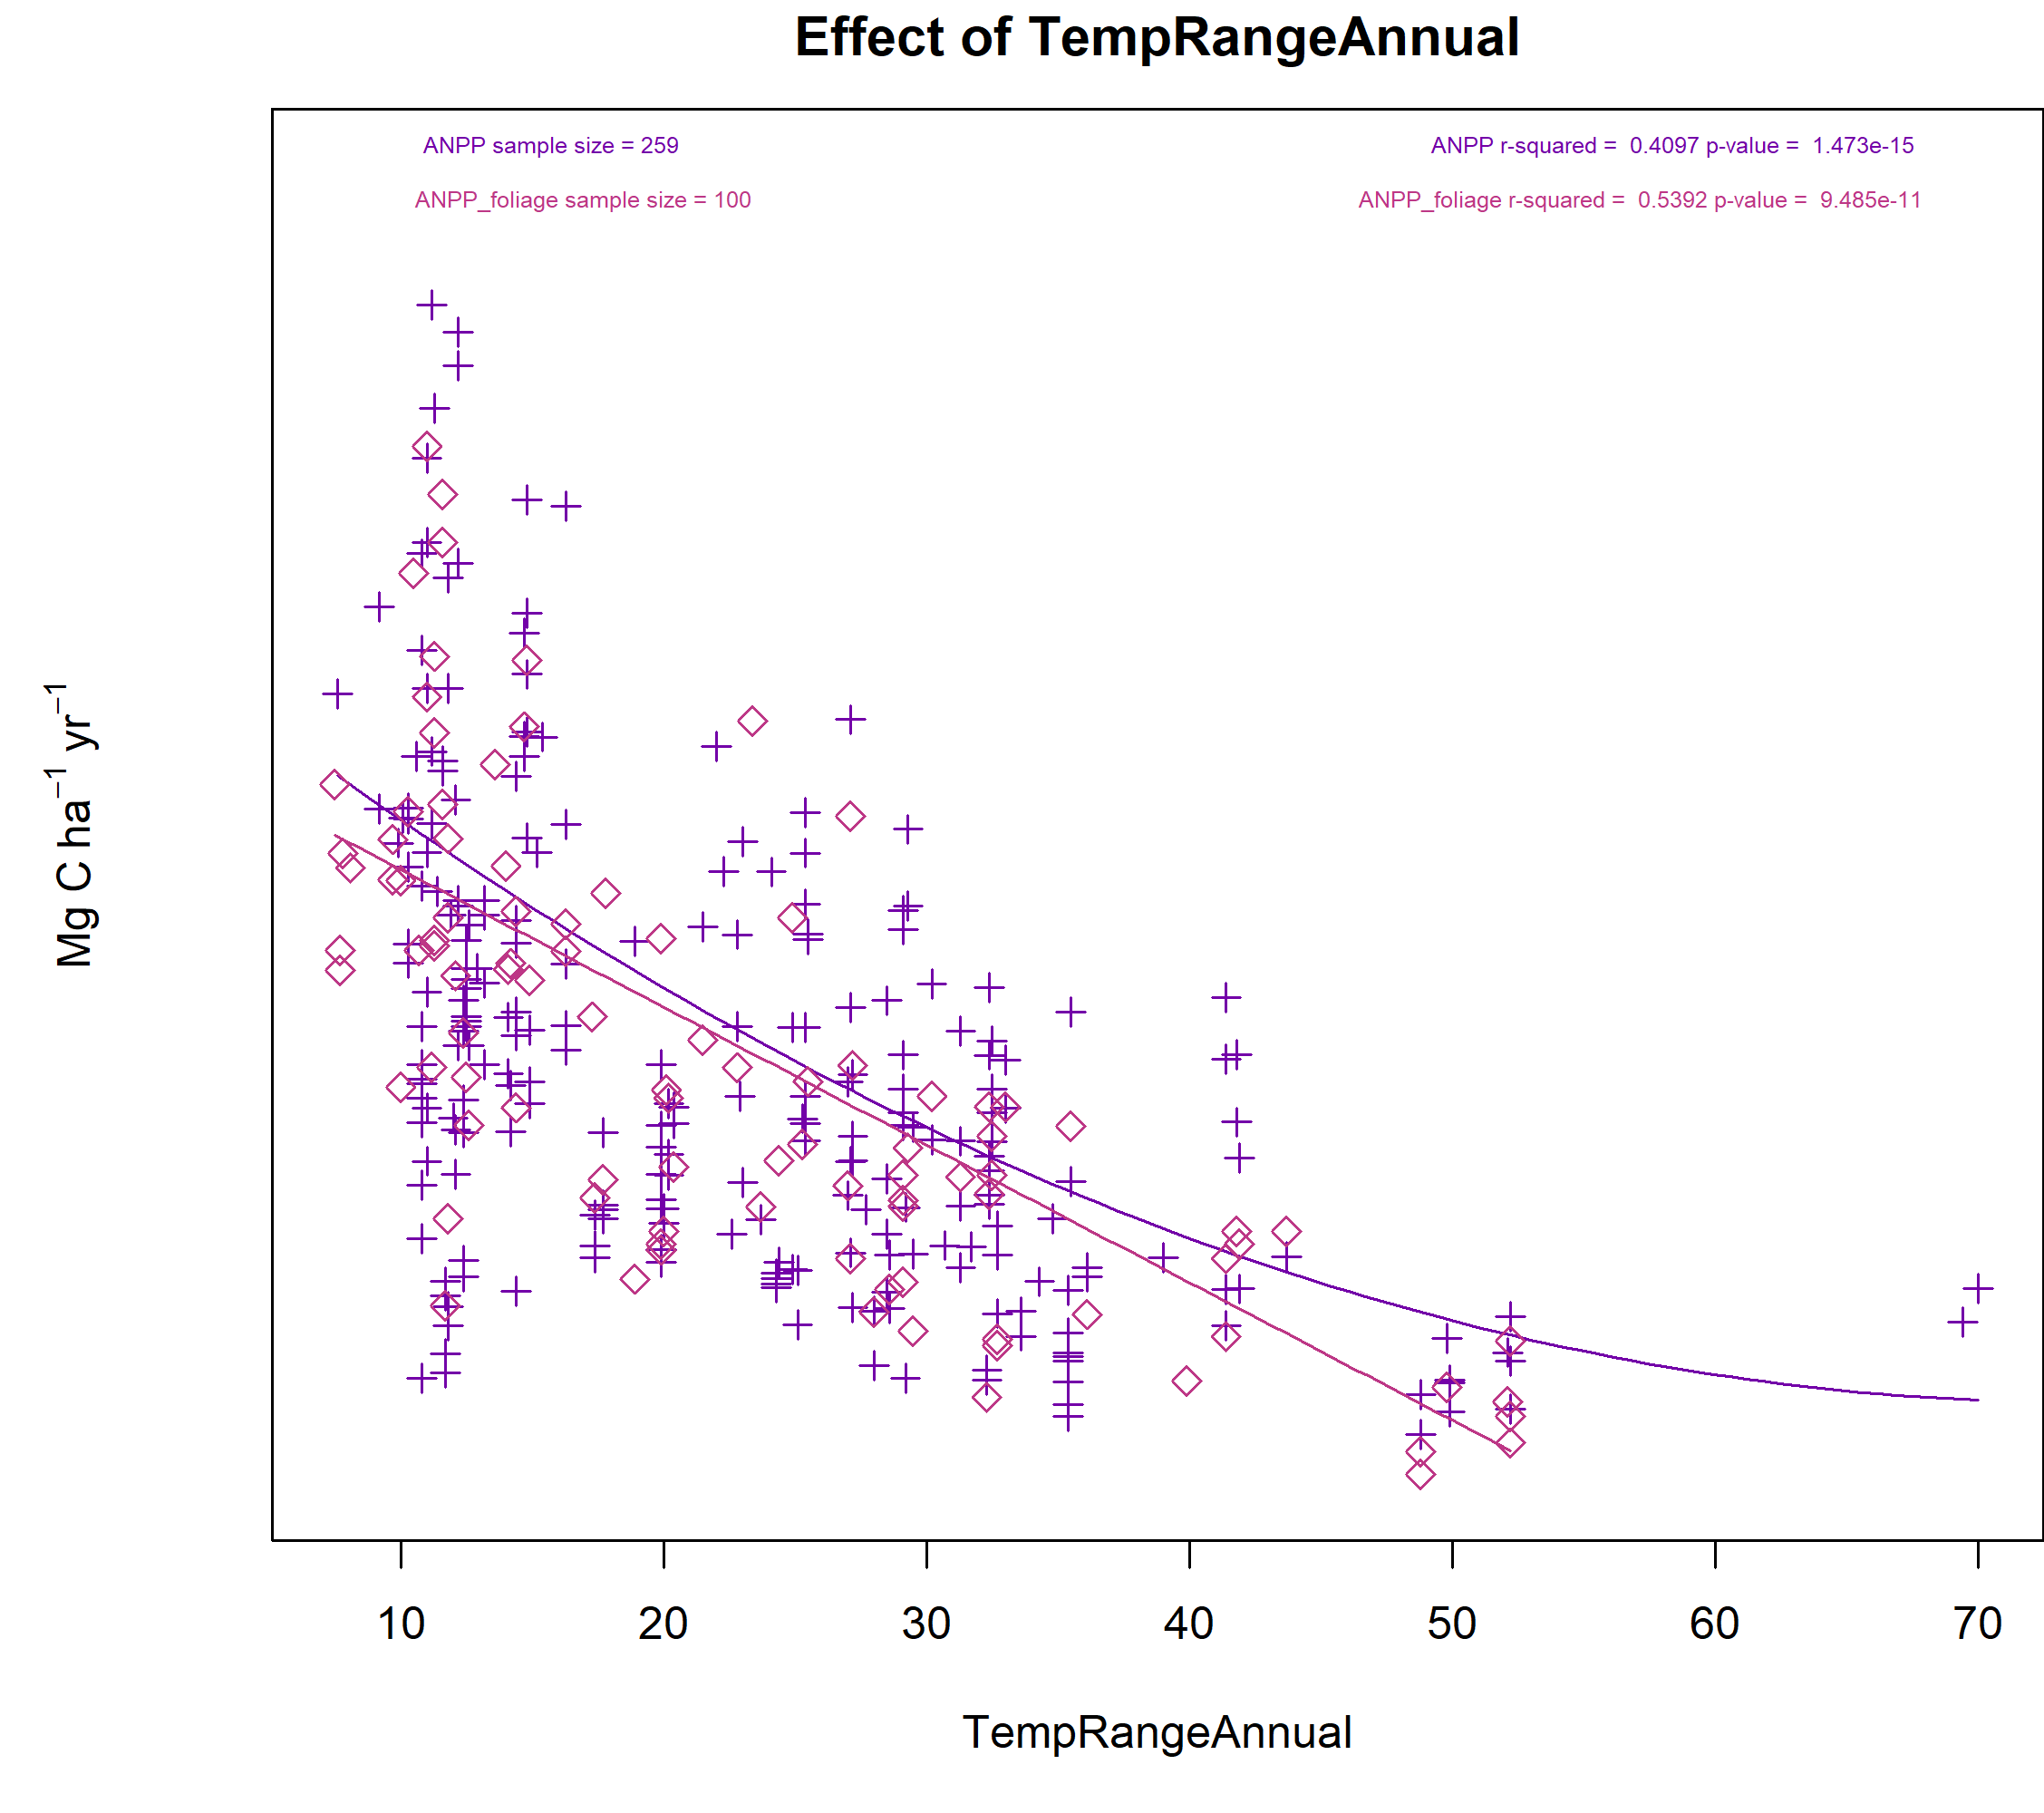 Effect of TempRangeAnnual
ANPP sample size = 259
ANPP r-squared = 0.4097 p-value = 1.473e-15
ANPP_foliage sample size = 100
ANPP_foliage r-squared = 0.5392 p-value = 9.485e-11
Mg C ha⁻¹ yr⁻¹
10 20 30 40 50 60 70
TempRangeAnnual